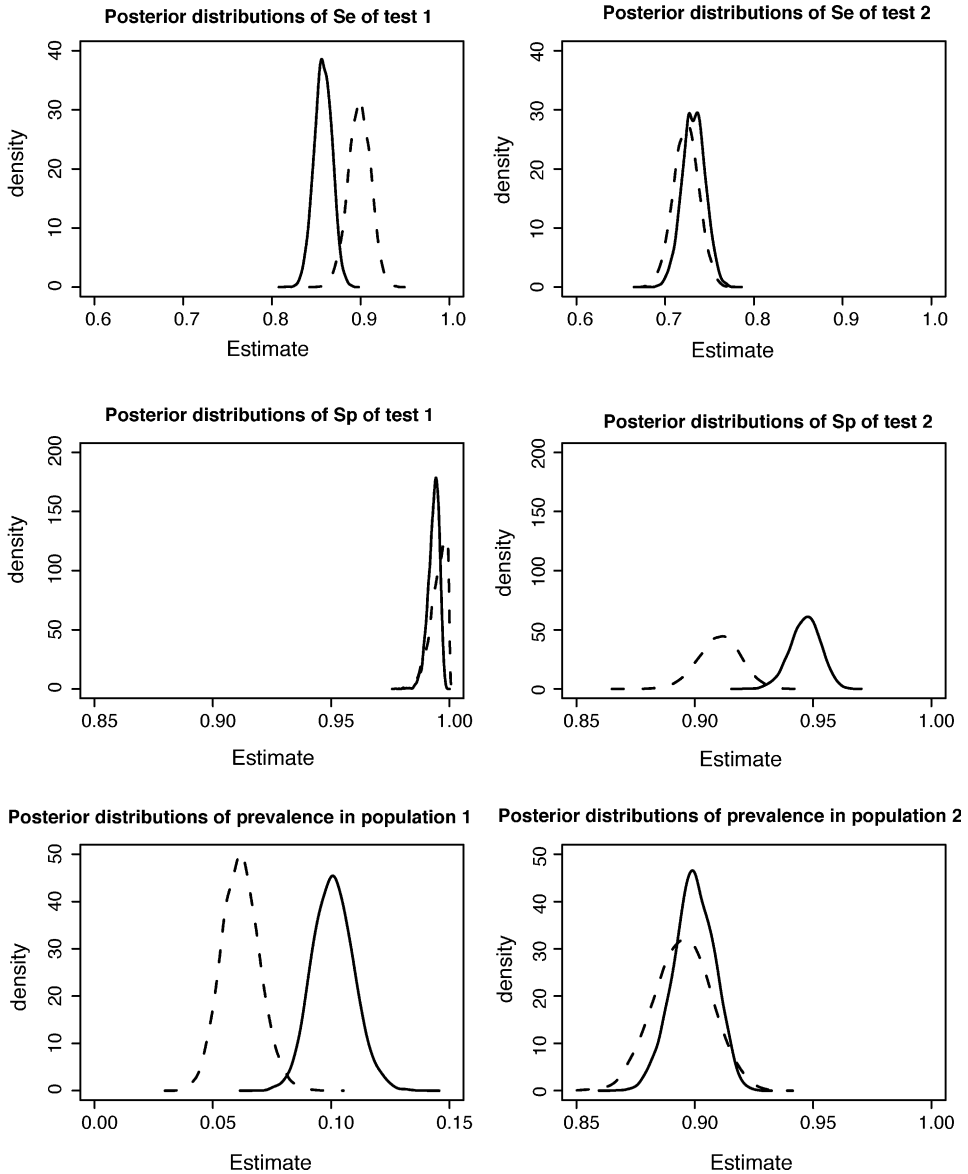 Posterior distributions of Se of test 1
density
0 10 20 30 40
0.6 0.7 0.8 0.9 1.0
Estimate
Posterior distributions of Se of test 2
density
0 10 20 30 40
0.6 0.7 0.8 0.9 1.0
Estimate
Posterior distributions of Sp of test 1
density
0 50 100 150 200
0.85 0.90 0.95 1.00
Estimate
Posterior distributions of Sp of test 2
density
0 50 100 150 200
0.85 0.90 0.95 1.00
Estimate
Posterior distributions of prevalence in population 1
density
0 10 20 30 40 50
0.00 0.05 0.10 0.15
Estimate
Posterior distributions of prevalence in population 2
density
0 10 20 30 40 50
0.85 0.90 0.95 1.00
Estimate